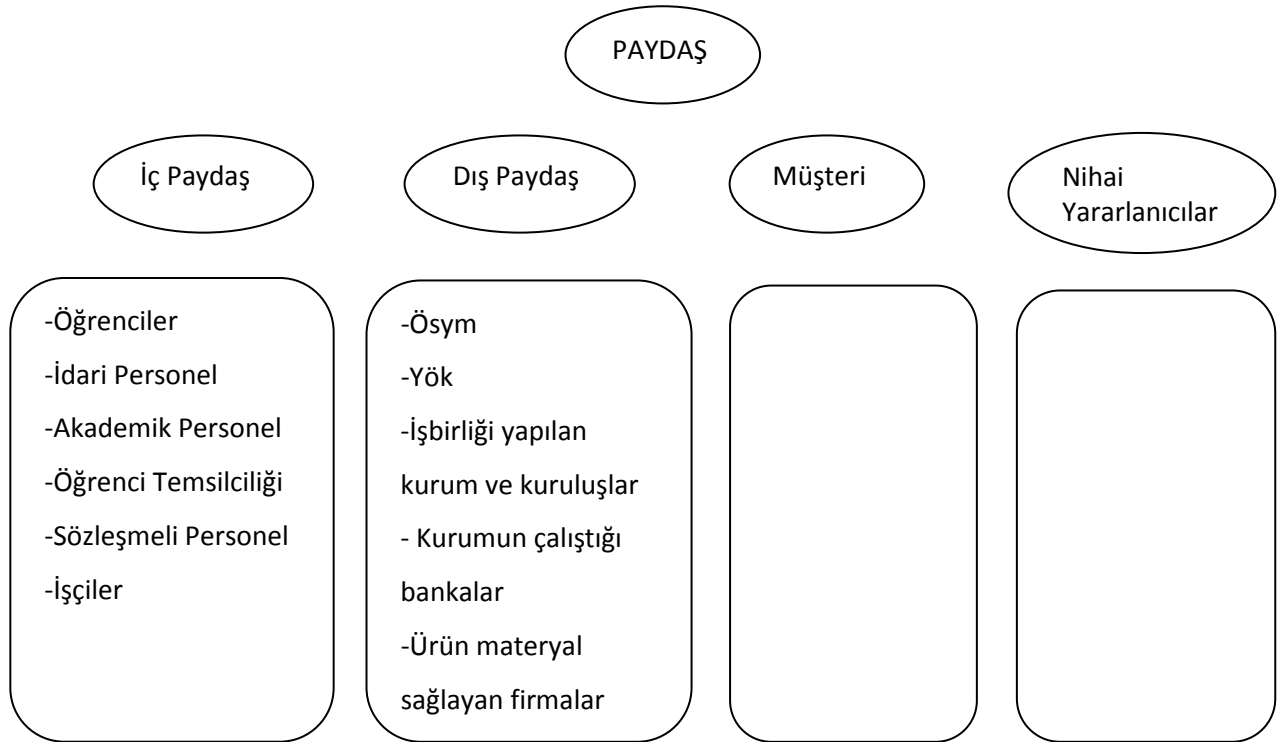 PAYDAŞ
İç Paydaş
Dış Paydaş
Müşteri
Nihai
Yararlanıcılar
-Öğrenciler
-İdari Personel
-Akademik Personel
-Öğrenci Temsilciliği
-Sözleşmeli Personel
-İşçiler
-Ösym
-Yök
-İşbirliği yapılan
kurum ve kuruluşlar
- Kurumun çalıştığı
bankalar
-Ürün materyal
sağlayan firmalar